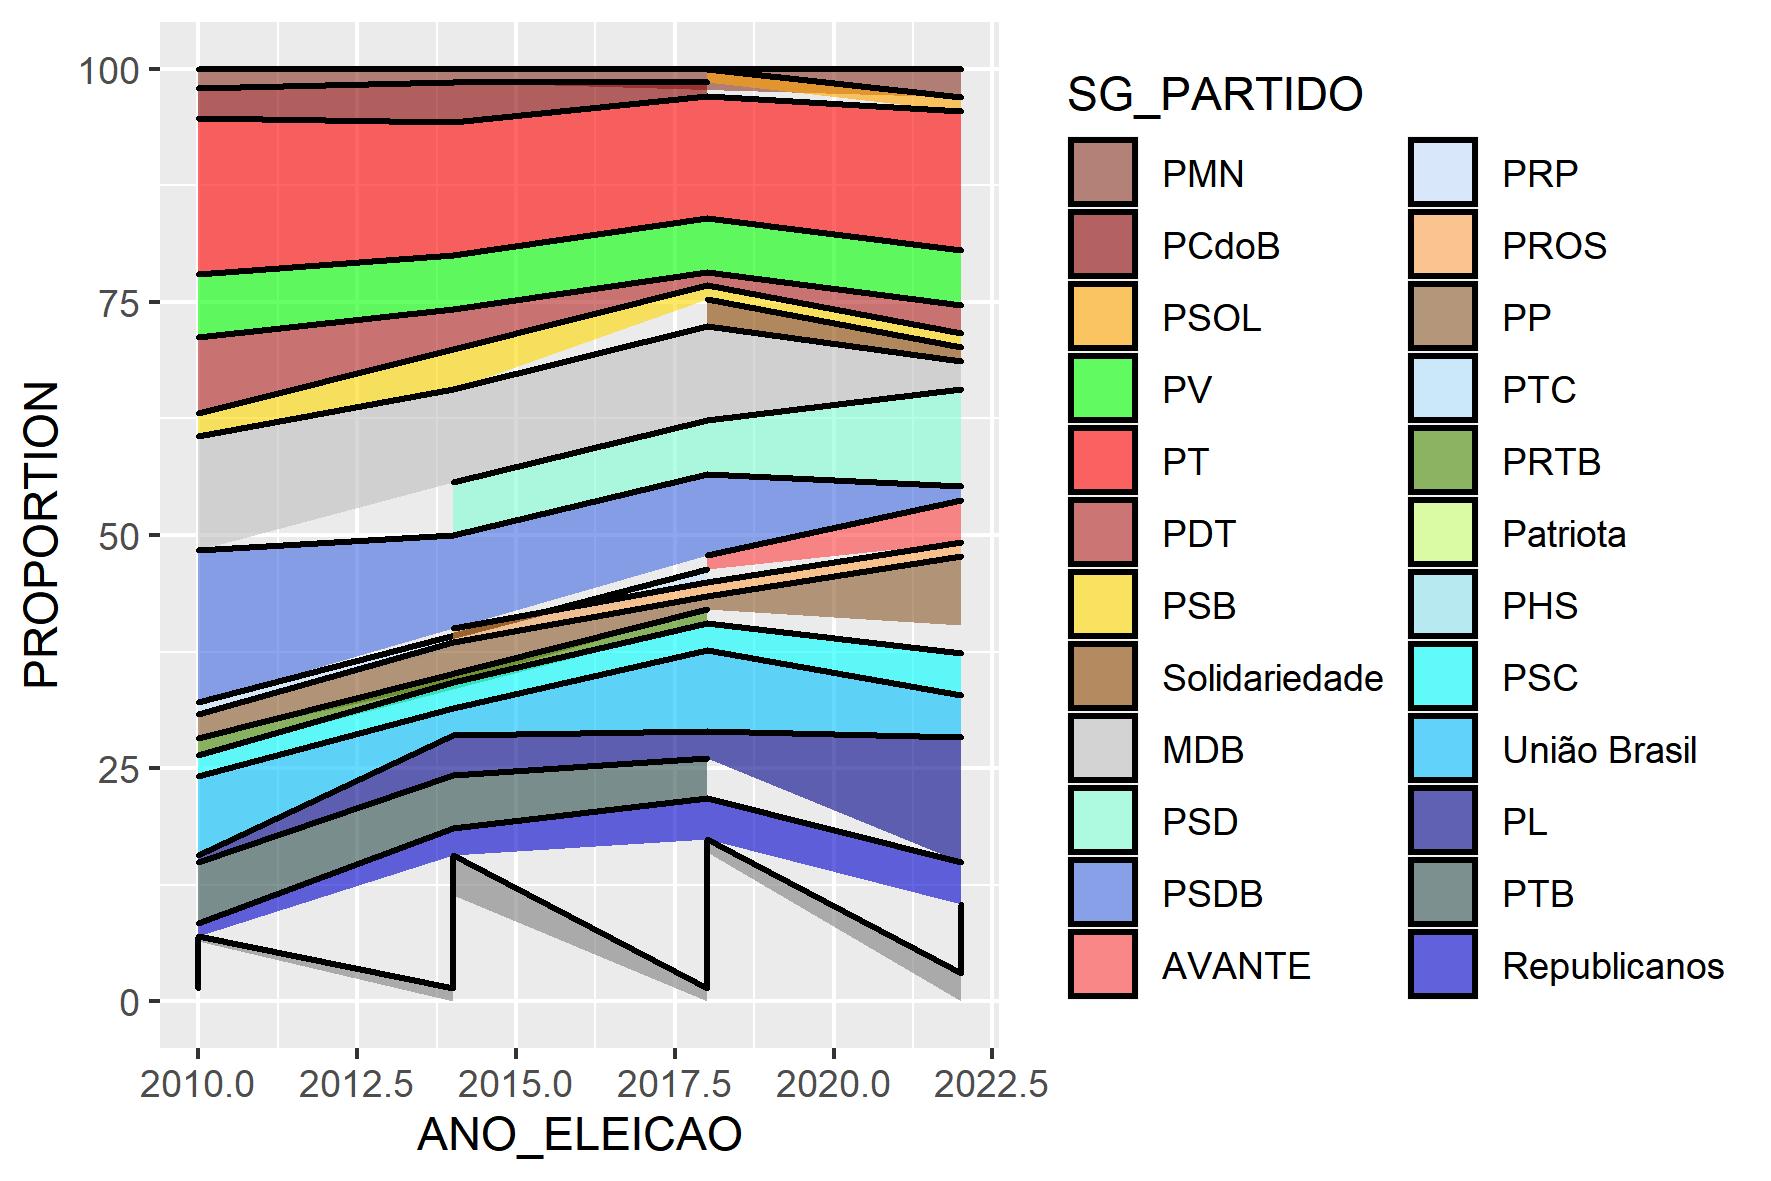 PROPORTION
100
75
50
25
0
2010.0 2012.5 2015.0 2017.5 2020.0 2022.5
ANO_ELEICAO
SG_PARTIDO
PMN
PCdoB
PSOL
PV
PT
PDT
PSB
Solidariedade
MDB
PSD
PSDB
AVANTE
PRP
PROS
PP
PTC
PRTB
Patriota
PHS
PSC
União Brasil
PL
PTB
Republicanos